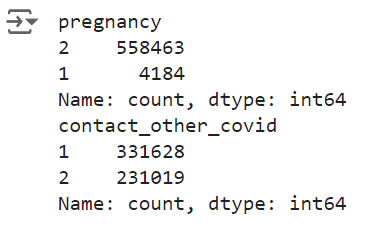 pregnancy
2    558463
1      4184
Name: count, dtype: int64
contact_other_covid
1    331628
2    231019
Name: count, dtype: int64